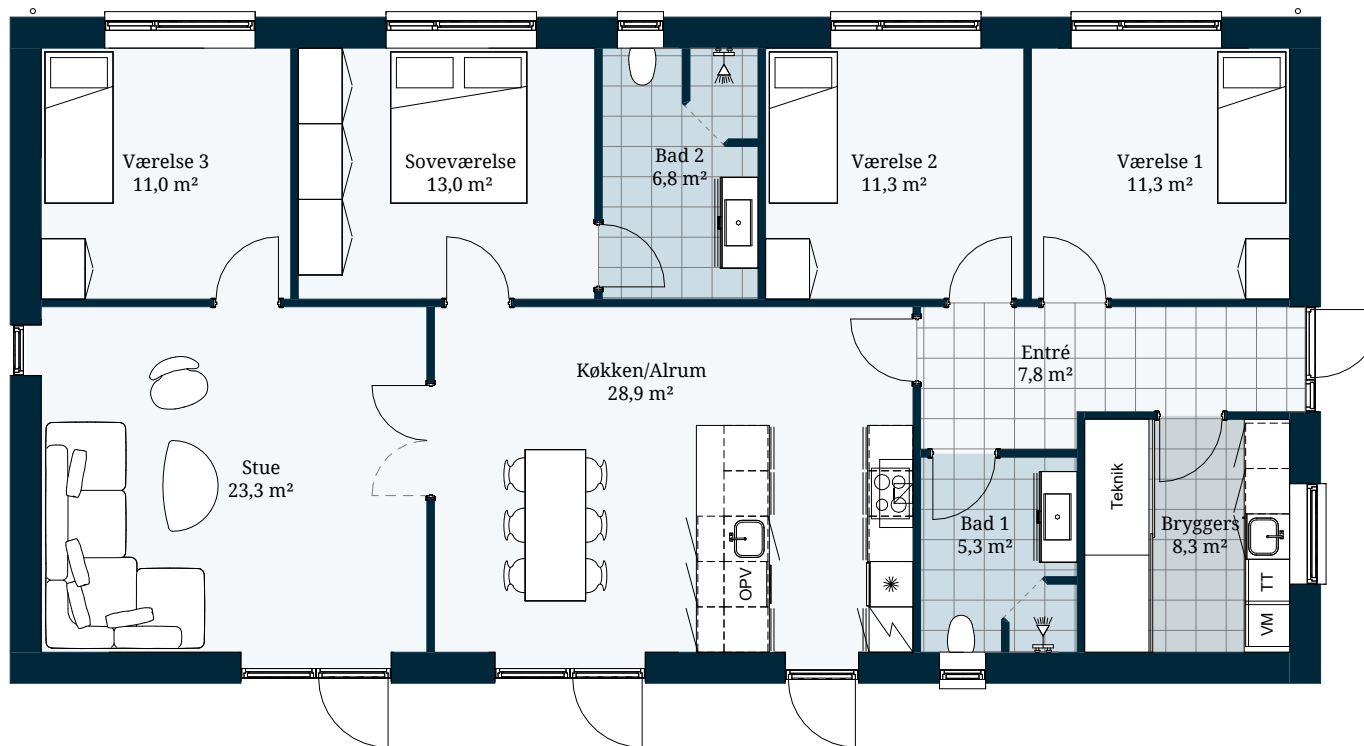 Værelse 3
11,0 m²
Soveværelse
13,0 m²
Bad 2
6,8 m²
Værelse 2
11,3 m²
Værelse 1
11,3 m²
Entré
7,8 m²
Køkken/Alrum
28,9 m²
Stue
23,3 m²
Teknik
Bad 1
5,3 m²
Bryggers
8,3 m²
OPV
TT
VM